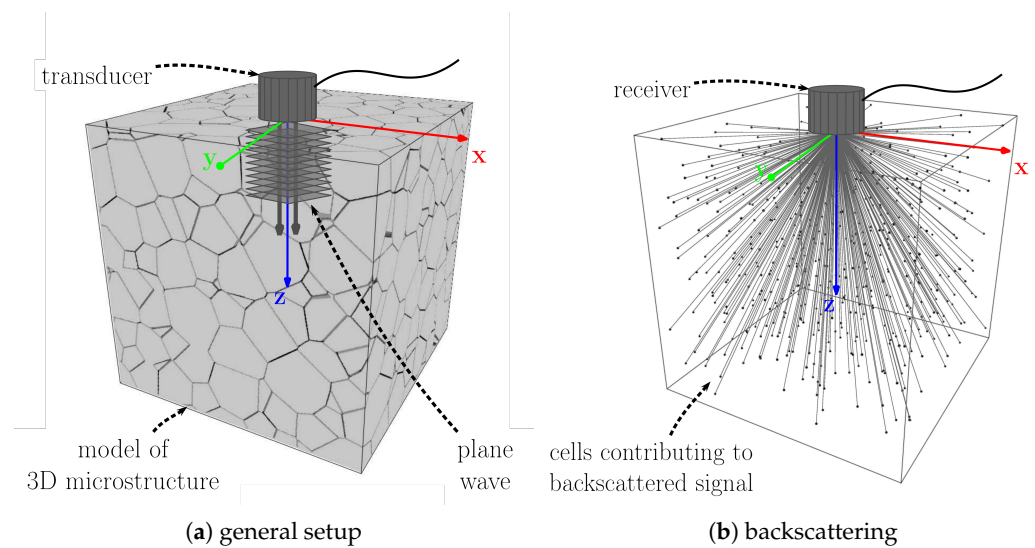 transducer
y
x
z
model of
3D microstructure
plane
wave
(a) general setup
receiver
y
x
z
cells contributing to
backscattered signal
(b) backscattering